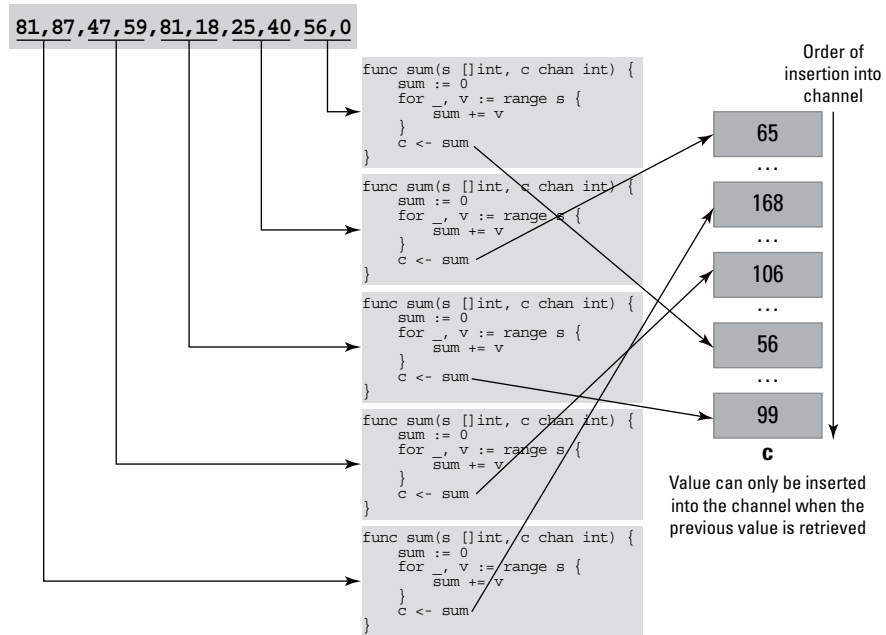 81,87,47,59,81,18,25,40,56,0
func sum(s []int, c chan int) {
    sum := 0
    for _, v := range s {
        sum += v
    }
    c <- sum
}
func sum(s []int, c chan int) {
    sum := 0
    for _, v := range s {
        sum += v
    }
    c <- sum
}
func sum(s []int, c chan int) {
    sum := 0
    for _, v := range s {
        sum += v
    }
    c <- sum
}
func sum(s []int, c chan int) {
    sum := 0
    for _, v := range s {
        sum += v
    }
    c <- sum
}
func sum(s []int, c chan int) {
    sum := 0
    for _, v := range s {
        sum += v
    }
    c <- sum
}
Order of
insertion into
channel
65
...
168
...
106
...
56
...
99
c
Value can only be inserted
into the channel when the
previous value is retrieved